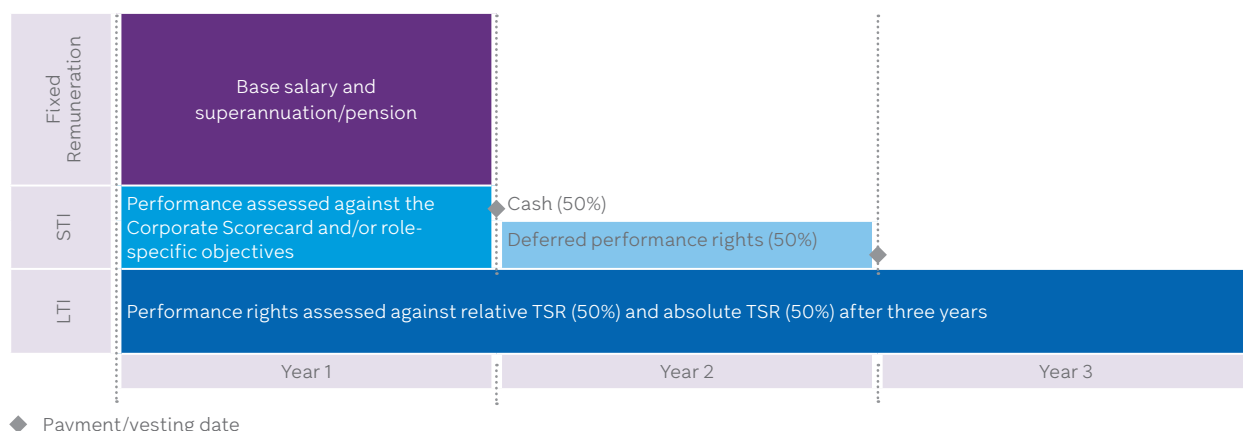 Fixed
Remuneration
Base salary and
superannuation/pension
STI
Performance assessed against the
Corporate Scorecard and/or role-
specific objectives
Cash (50%)
Deferred performance rights (50%)
LTI
Performance rights assessed against relative TSR (50%) and absolute TSR (50%) after three years
Year 1
Year 2
Year 3
Payment/vesting date